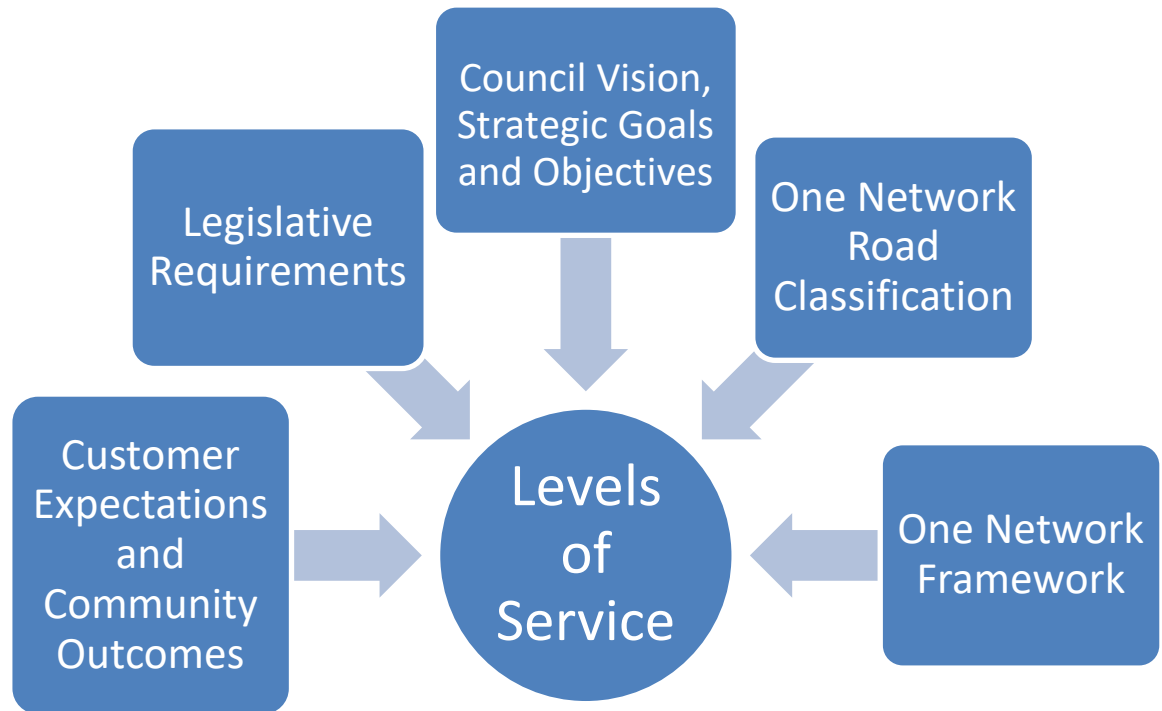 Council Vision,
Strategic Goals
and Objectives
Legislative
Requirements
One Network
Road
Classification
Customer
Expectations
and
Community
Outcomes
Levels
of
Service
One Network
Framework